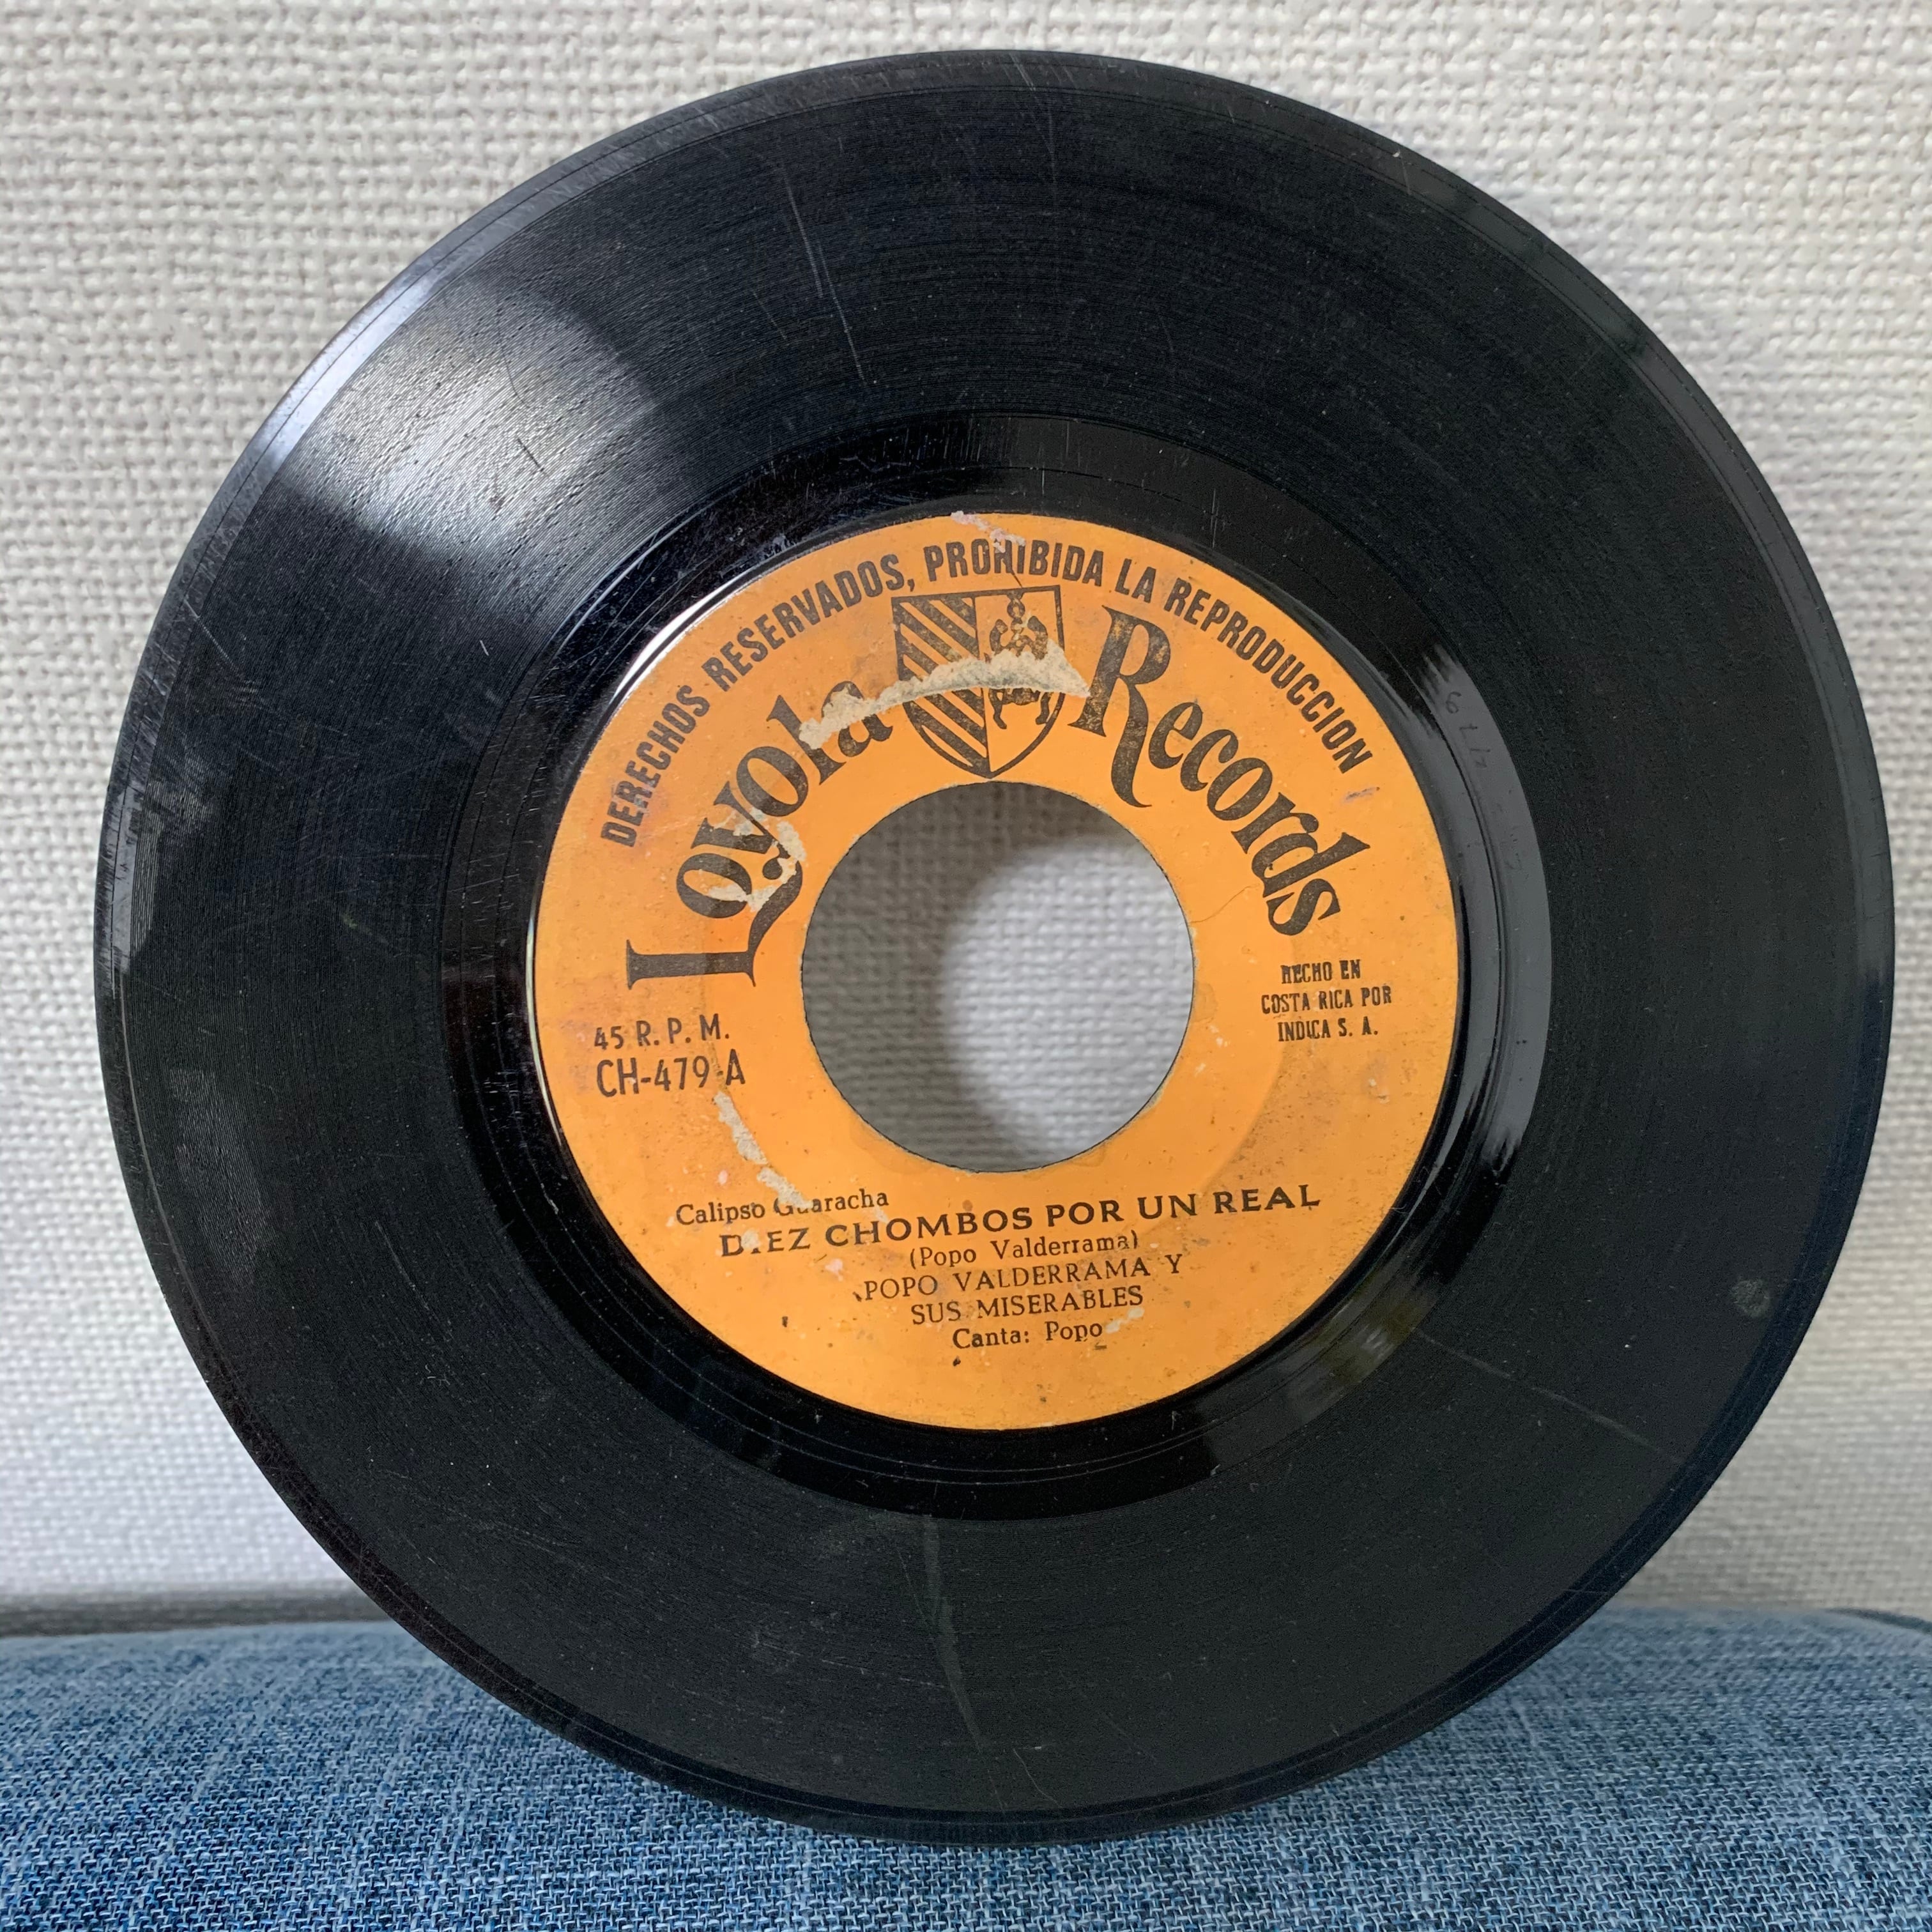 DERECHOS RESERVADOS, PROHIBIDA LA REPRODUCCION
Loyola Records
HECHO EN
COSTA RICA POR
INDICA S. A.
45 R. P. M.
CH-479-A
Calipso Guaracha
DIEZ CHOMBOS POR UN REAL
(Popo Valderrama)
POPO VALDERRAMA Y
SUS MISERABLES
Canta: Popo